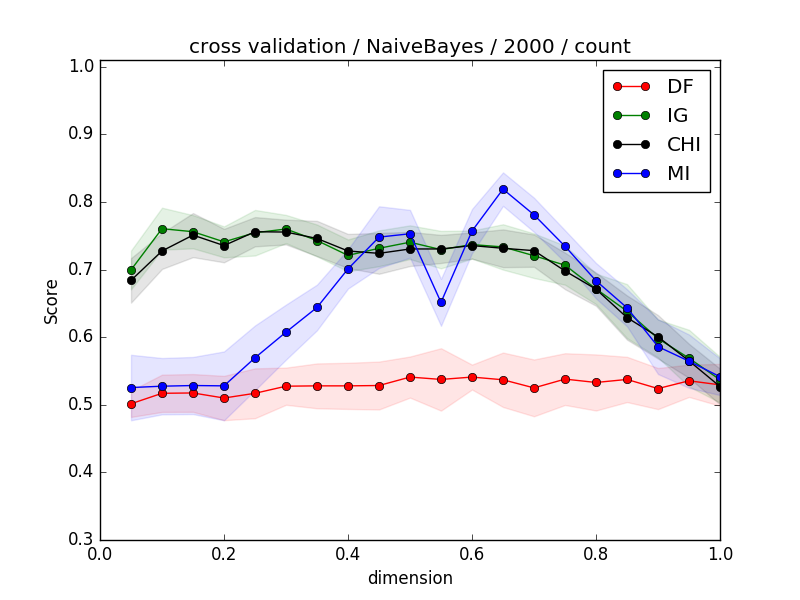 cross validation / NaiveBayes / 2000 / count
1.0
0.9
0.8
0.7
0.6
0.5
0.4
0.3
Score
DF
IG
CHI
MI
0.0 0.2 0.4 0.6 0.8 1.0
dimension